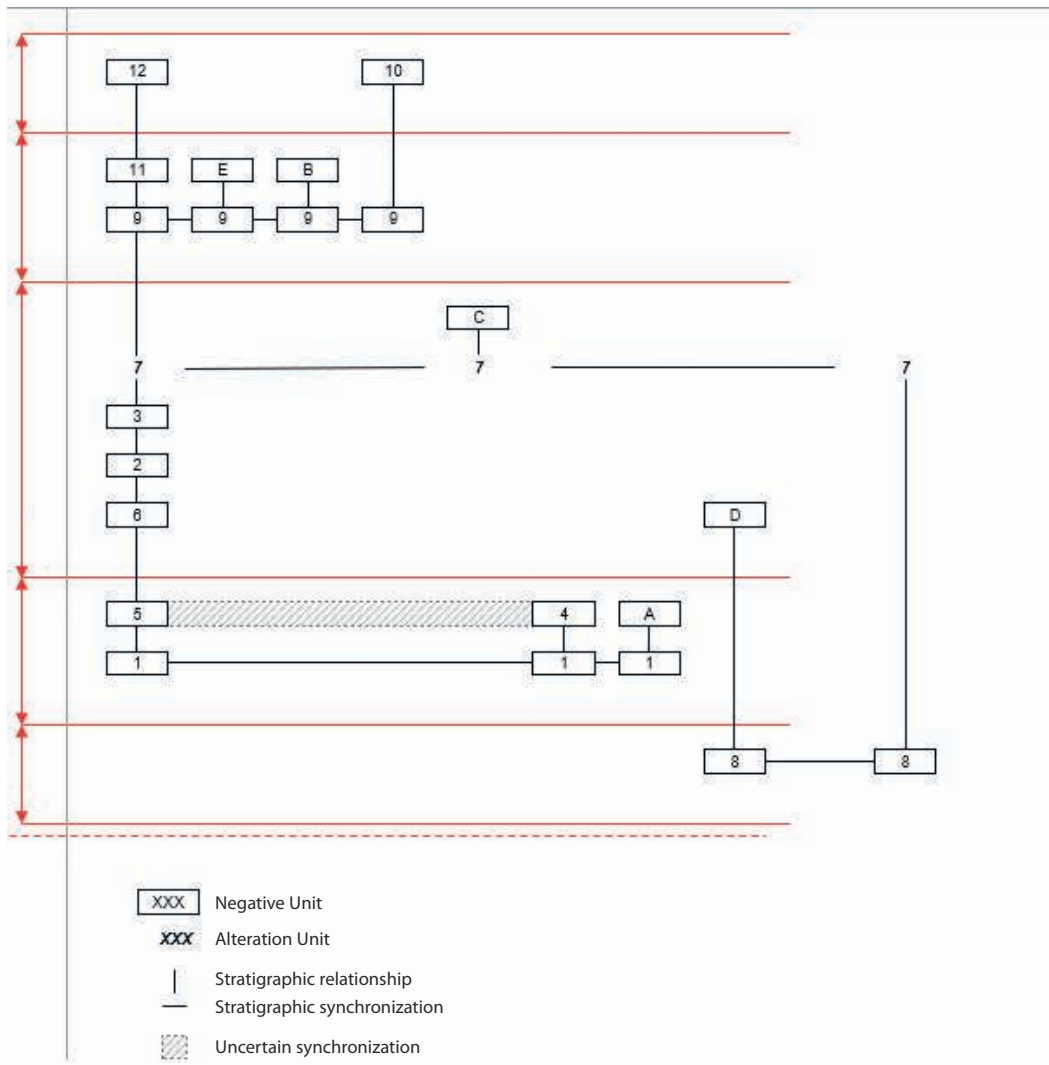 12 10
11 E B
9 9 9 9
C
7 7 7
3
2
6 D
5 4 A
1 1 1
8 8
XXX Negative Unit
XXX Alteration Unit
Stratigraphic relationship
Stratigraphic synchronization
Uncertain synchronization